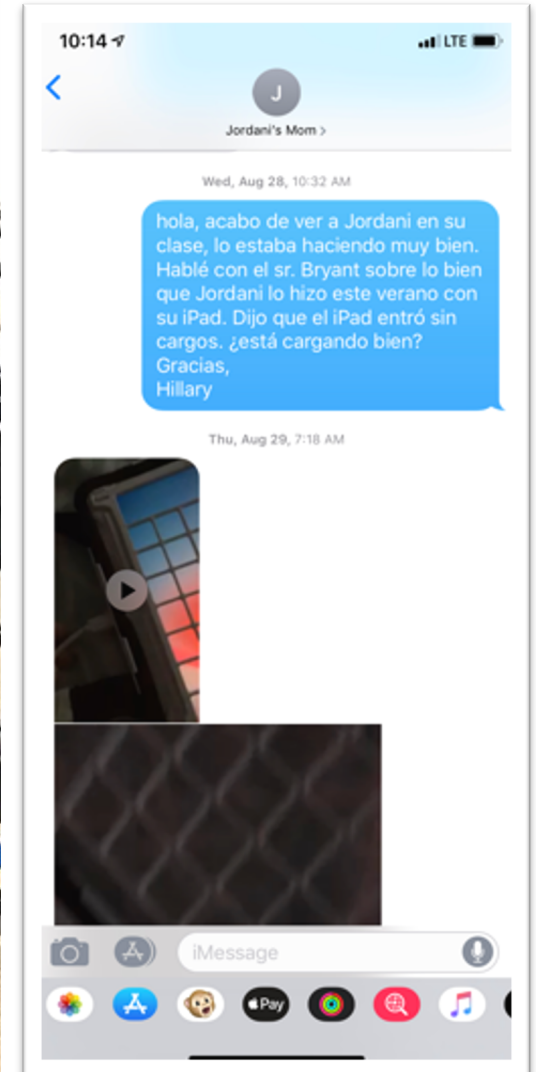 10:14
LTE
J
Jordani's Mom >
Wed, Aug 28, 10:32 AM
hola, acabo de ver a Jordani en su
clase, lo estaba haciendo muy bien.
Hablé con el sr. Bryant sobre lo bien
que Jordani lo hizo este verano con
su iPad. Dijo que el iPad entró sin
cargos. ¿está cargando bien?
Gracias,
Hillary
Thu, Aug 29, 7:18 AM
iMessage
Pay